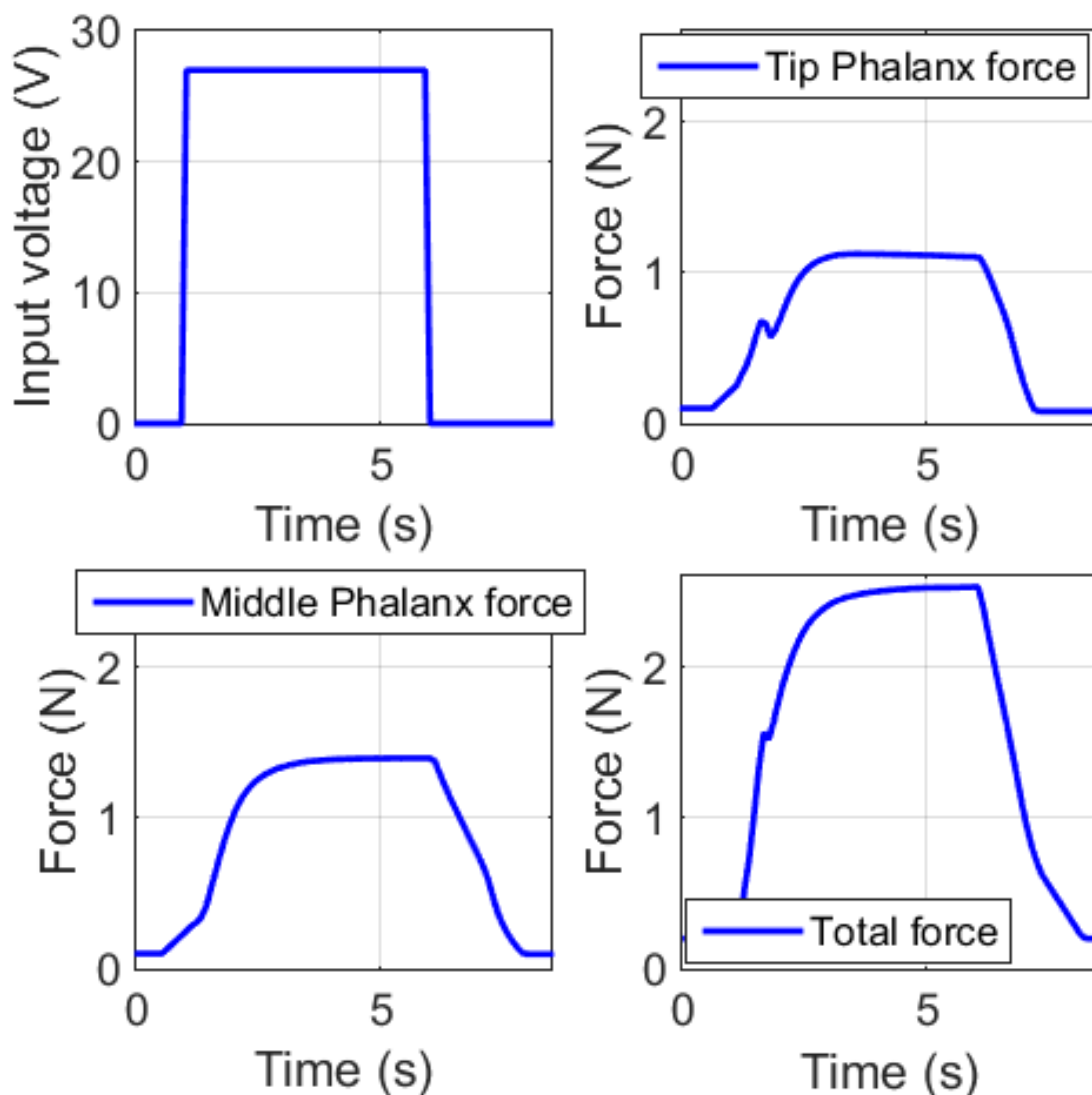 Input voltage (V)
30
20
10
0
0
5
Time (s)
Tip Phalanx force
Force (N)
2
1
0
0
5
Time (s)
Middle Phalanx force
Force (N)
2
1
0
0
5
Time (s)
Force (N)
2
1
0
Total force
0
5
Time (s)